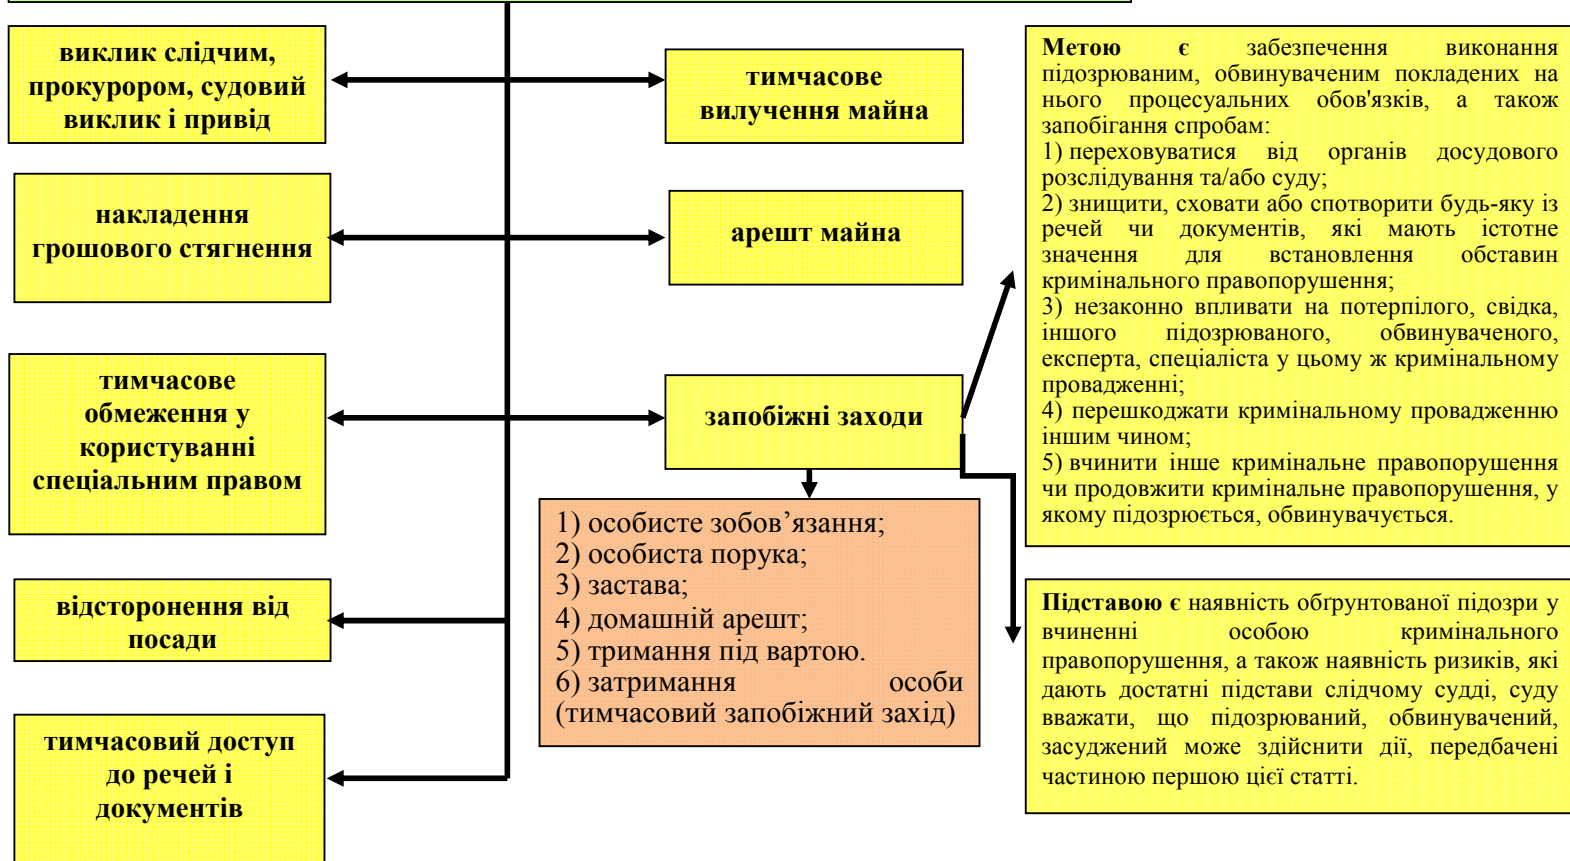 виклик слідчим,
прокурором, судовий
виклик і привід
накладення
грошового стягнення
тимчасове
обмеження у
користуванні
спеціальним правом
відсторонення від
посади
тимчасовий доступ
до речей і
документів
тимчасове
вилучення майна
арешт майна
запобіжні заходи
1) особисте зобов’язання;
2) особиста порука;
3) застава;
4) домашній арешт;
5) тримання під вартою.
6) затримання особи
(тимчасовий запобіжний захід)
Метою є забезпечення виконання
підозрюваним, обвинуваченим покладених на
нього процесуальних обов'язків, а також
запобігання спробам:
1) переховуватися від органів досудового
розслідування та/або суду;
2) знищити, сховати або спотворити будь-яку із
речей чи документів, які мають істотне
значення для встановлення обставин
кримінального правопорушення;
3) незаконно впливати на потерпілого, свідка,
іншого підозрюваного, обвинуваченого,
експерта, спеціаліста у цьому ж кримінальному
провадженні;
4) перешкоджати кримінальному провадженню
іншим чином;
5) вчинити інше кримінальне правопорушення
чи продовжити кримінальне правопорушення, у
якому підозрюється, обвинувачується.
Підставою є наявність обґрунтованої підозри у
вчиненні особою кримінального
правопорушення, а також наявність ризиків, які
дають достатні підстави слідчому судді, суду
вважати, що підозрюваний, обвинувачений,
засуджений може здійснити дії, передбачені
частиною першою цієї статті.